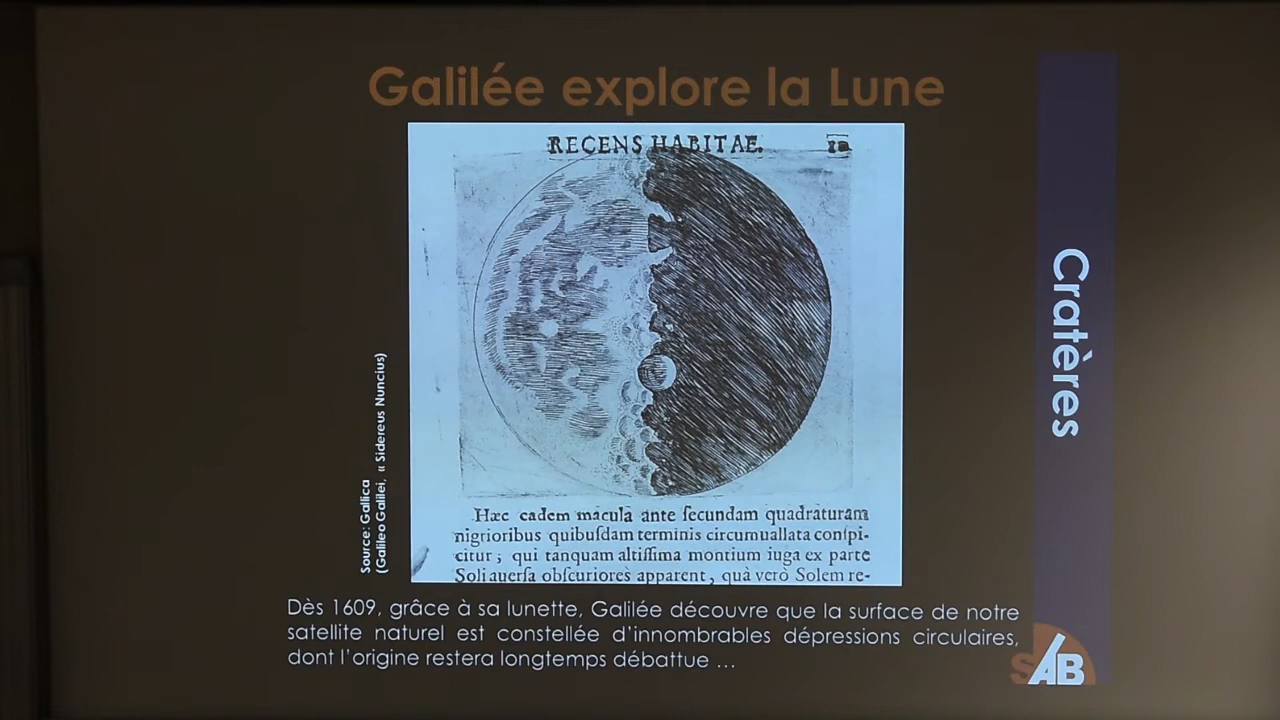 Galilée explore la Lune
RECENS HABITAE.
Hæc eadem macula ante ſecundam quadraturam
nigrioribus quibuſdam terminis circumuallata conſpi-
citur ; qui tanquam altiſſima montium iuga ex parte
Soli auerſa obſcuriores apparent, quà verò Solem re-
Source: Gallica
(Galileo Galilei, « Sidereus Nuncius)
Dès 1609, grâce à sa lunette, Galilée découvre que la surface de notre
satellite naturel est constellée d'innombrables dépressions circulaires,
dont l'origine restera longtemps débattue ...
Cratères
SAB